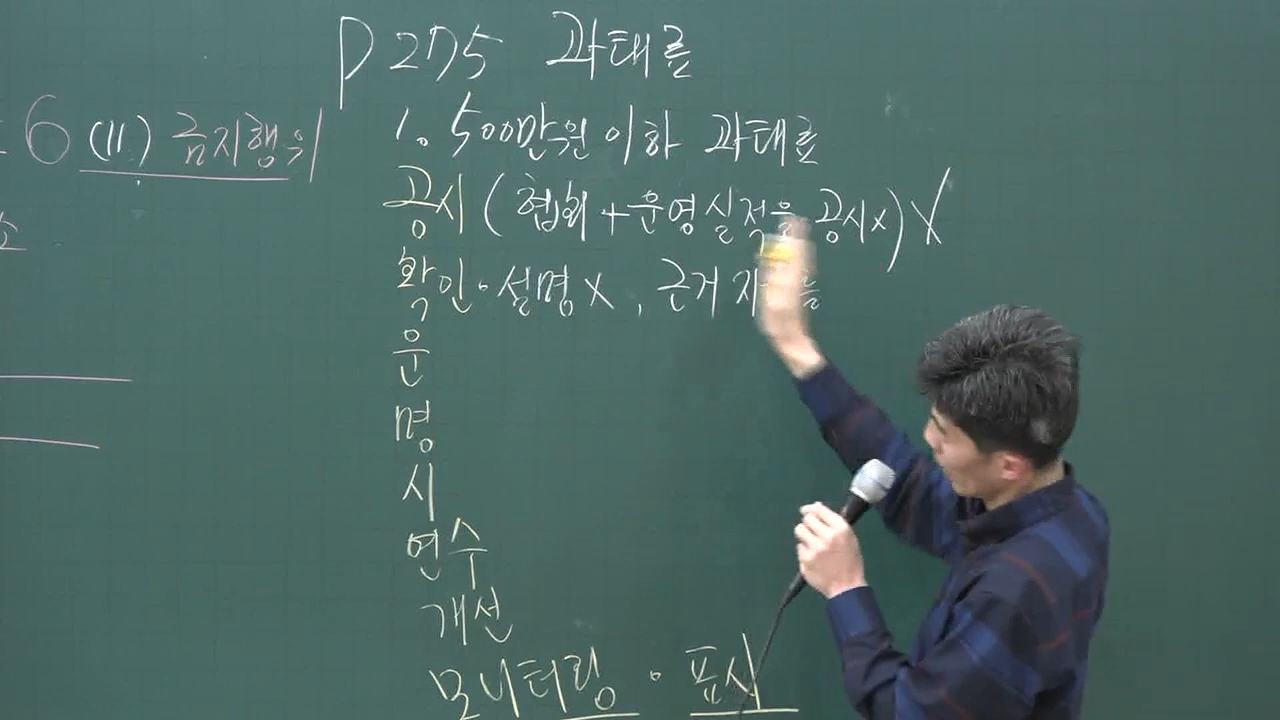 P 275 과태료
6 (11) 금지행위
1. 500만원 이하 과태료
공시 (협회 + 운영실적을 공시x) X
소
확인·설명 x, 근거자
운
명
시
연수
개선
모니터링 · 표시